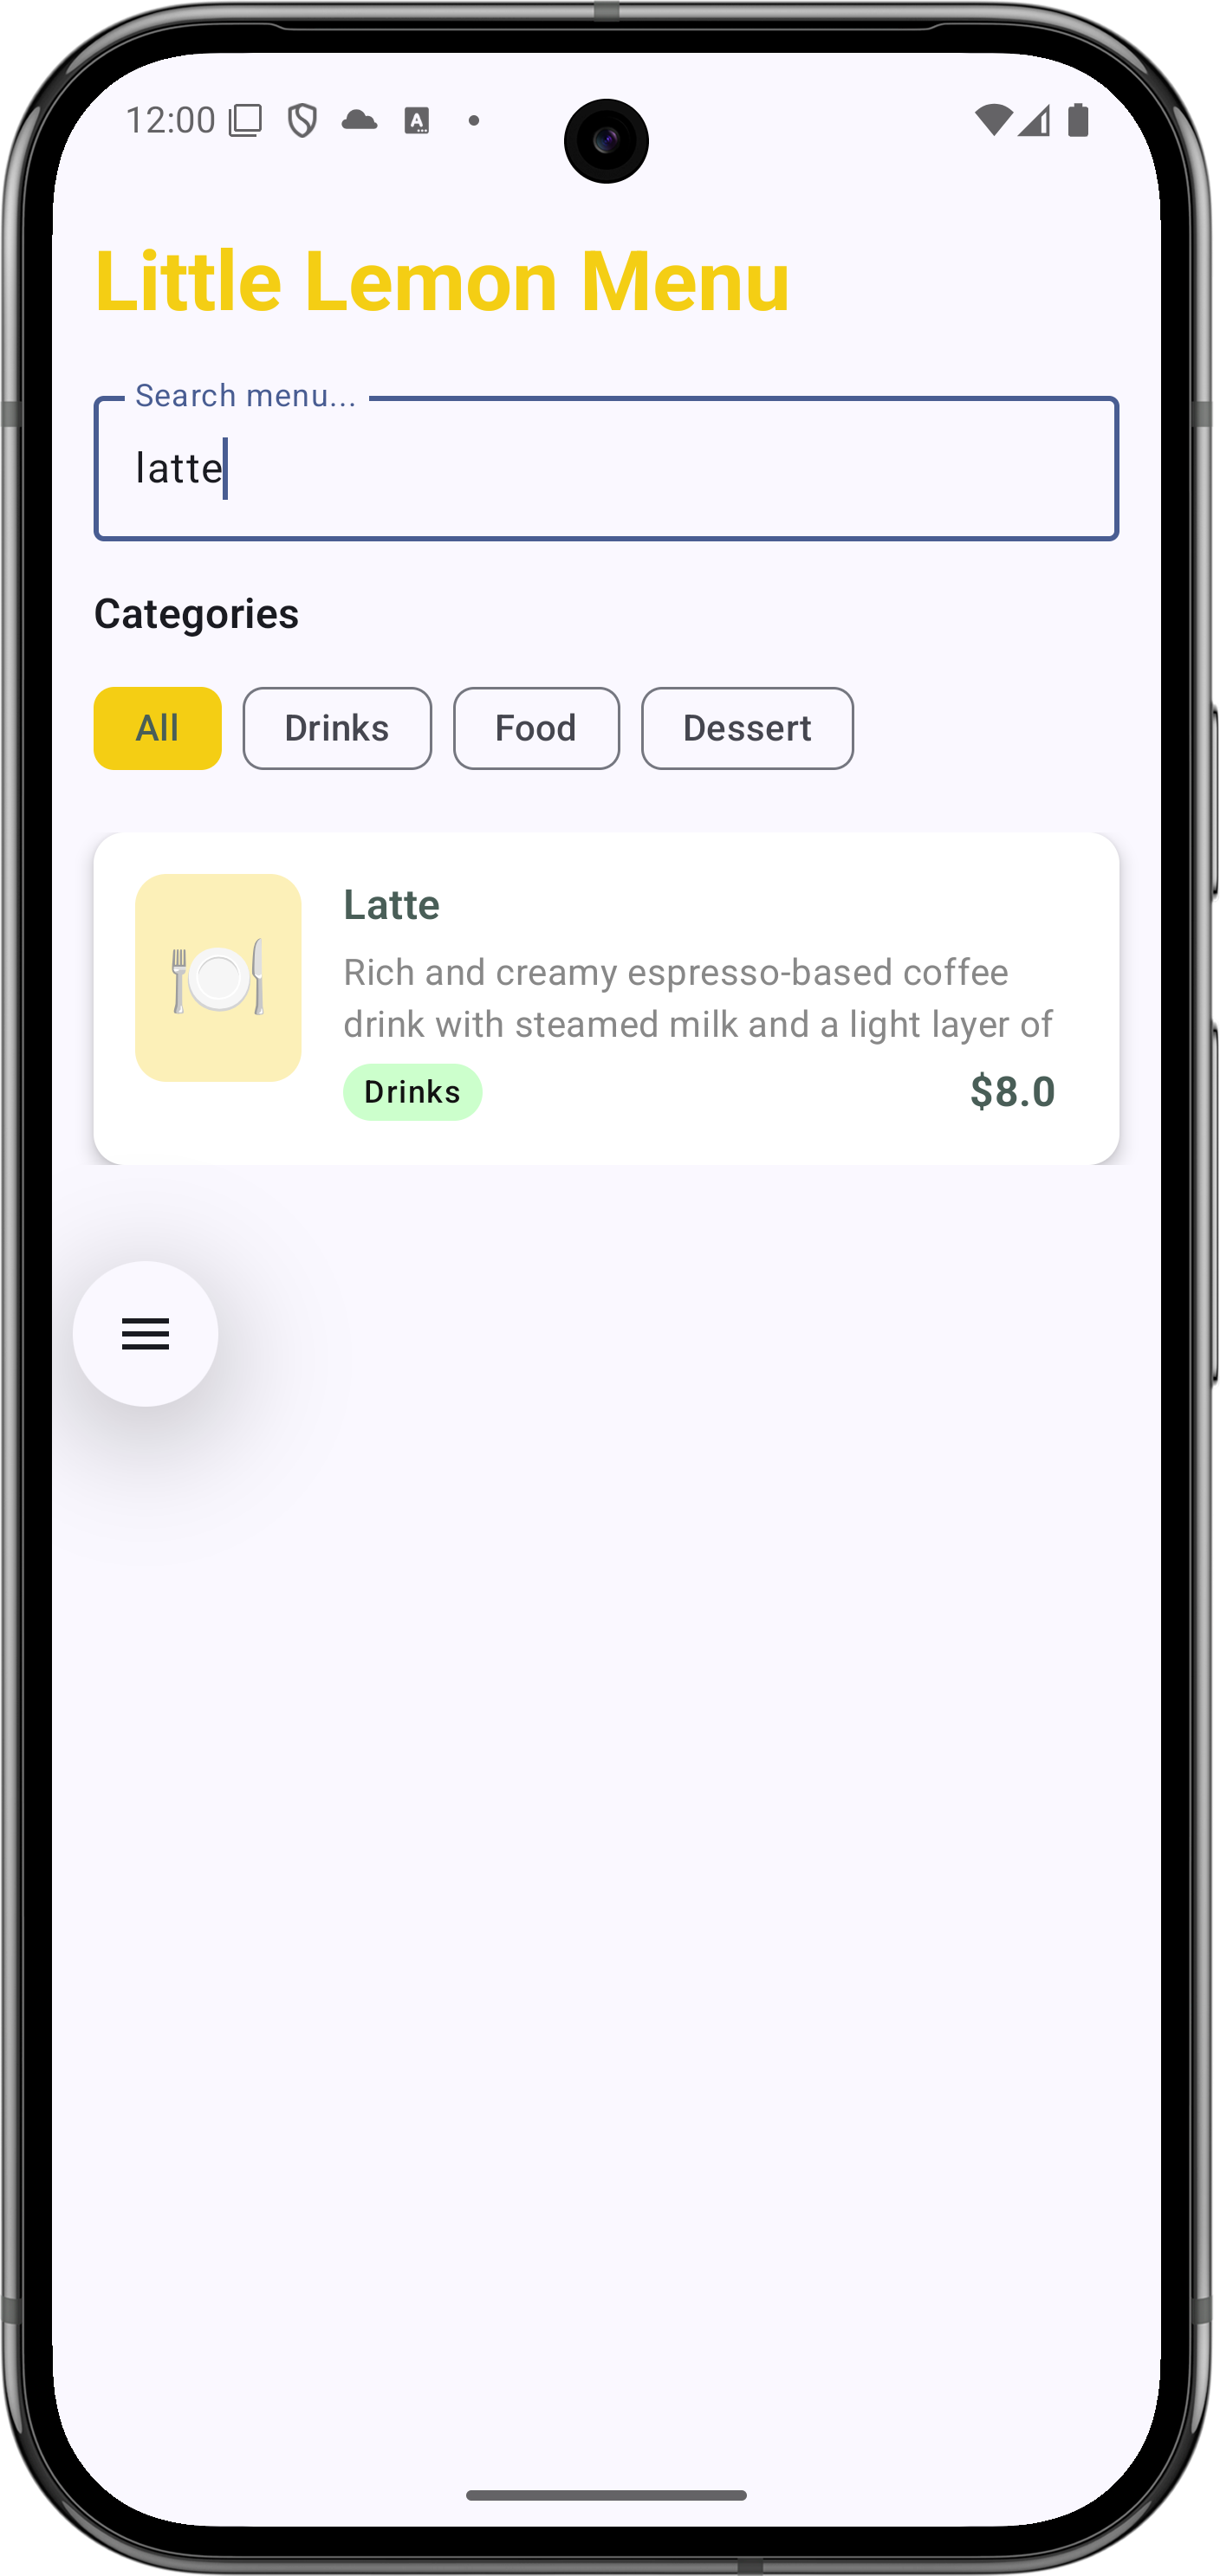 12:00
Little Lemon Menu
Search menu...
latte
Categories
All Drinks Food Dessert
Latte
Rich and creamy espresso-based coffee
drink with steamed milk and a light layer of
Drinks $8.0